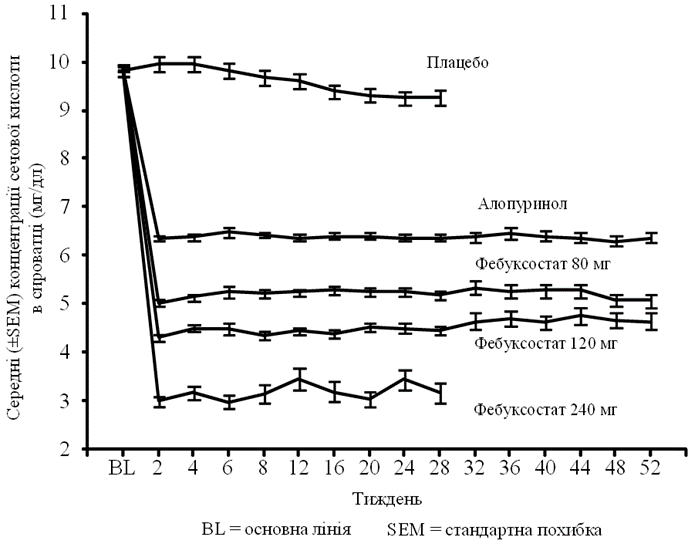 Середні (±SEM) концентрації сечової кислоти
в сироватці (мг/дл)
11
10
9
8
7
6
5
4
3
2
Плацебо
Алопуринол
Фебуксостат 80 мг
Фебуксостат 120 мг
Фебуксостат 240 мг
BL 2 4 6 8 12 16 20 24 28 32 36 40 44 48 52
Тиждень
BL = основна лінія SEM = стандартна похибка